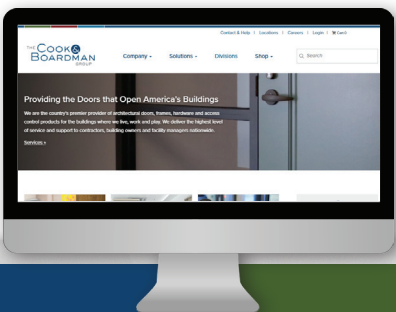 Contact & Help | Locations | Careers | Login | Cart: 0
THE COOK &
BOARDMAN
GROUP
Company
Solutions
Divisions
Shop
Search
Providing the Doors that Open America's Buildings
We are the country's premier provider of architectural doors, frames, hardware and access
control products for the buildings where we live, work and play. We deliver the highest level
of service and support to contractors, building owners and facility managers nationwide.
Services »